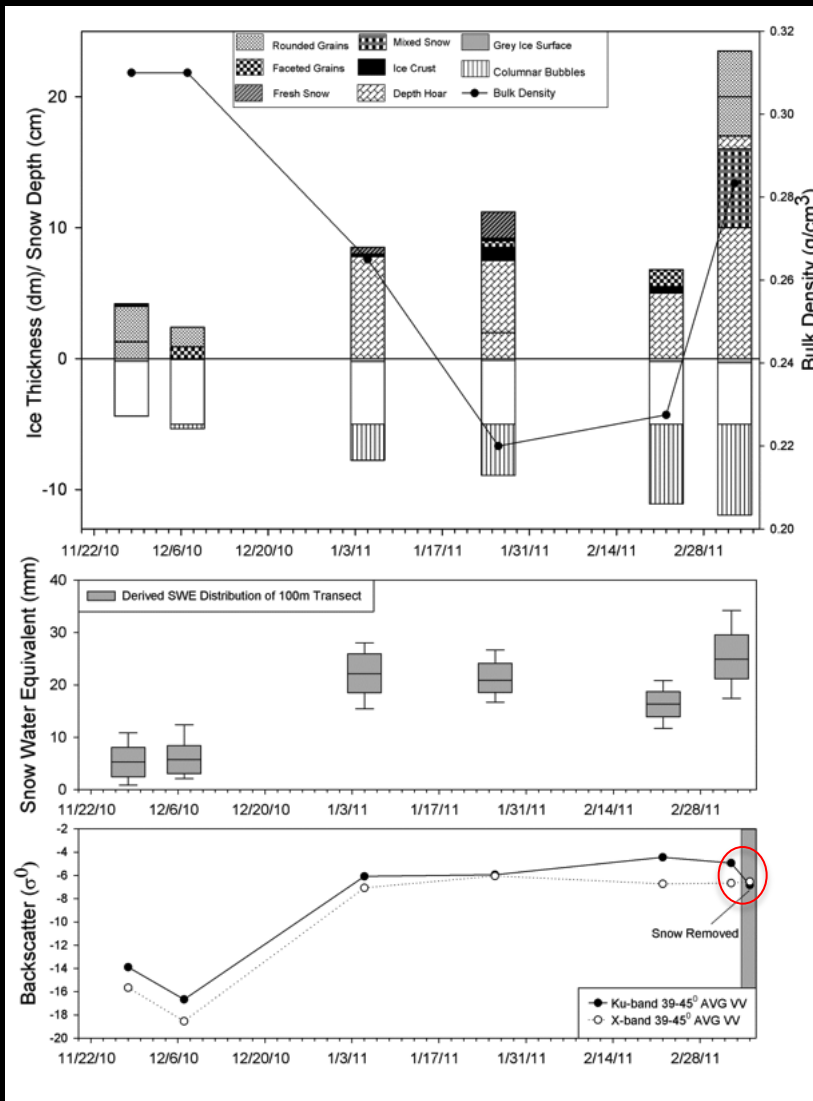 Rounded Grains
Mixed Snow
Grey Ice Surface
Faceted Grains
Ice Crust
Columnar Bubbles
Fresh Snow
Depth Hoar
Bulk Density
Ice Thickness (dm)/ Snow Depth (cm)
20
10
0
-10
0.32
0.30
0.28
0.26
0.24
0.22
0.20
Bulk Density (g/cm³)
11/22/10 12/6/10 12/20/10 1/3/11 1/17/11 1/31/11 2/14/11 2/28/11
Snow Water Equivalent (mm)
40
30
20
10
0
Derived SWE Distribution of 100m Transect
11/22/10 12/6/10 12/20/10 1/3/11 1/17/11 1/31/11 2/14/11 2/28/11
Backscatter (σ⁰)
-2
-4
-6
-8
-10
-12
-14
-16
-18
-20
Snow Removed
Ku-band 39-45⁰ AVG VV
X-band 39-45⁰ AVG VV
11/22/10 12/6/10 12/20/10 1/3/11 1/17/11 1/31/11 2/14/11 2/28/11